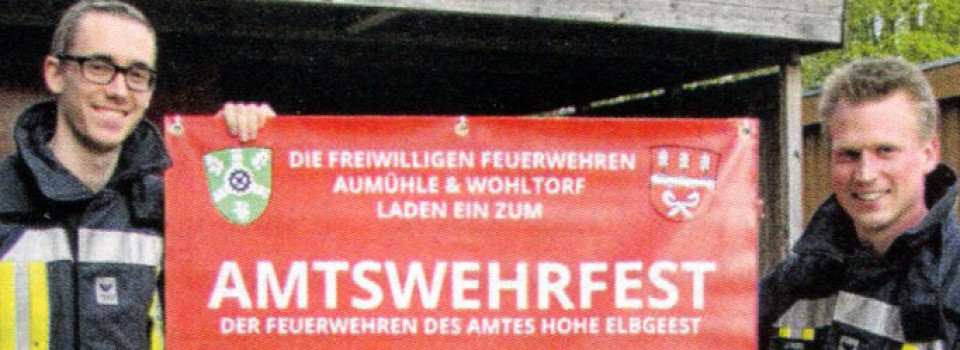 DIE FREIWILLIGEN FEUERWEHREN
AUMÜHLE & WOHLTORF
LADEN EIN ZUM
AMTSWEHRFEST
DER FEUERWEHREN DES AMTES HOHE ELBGEEST